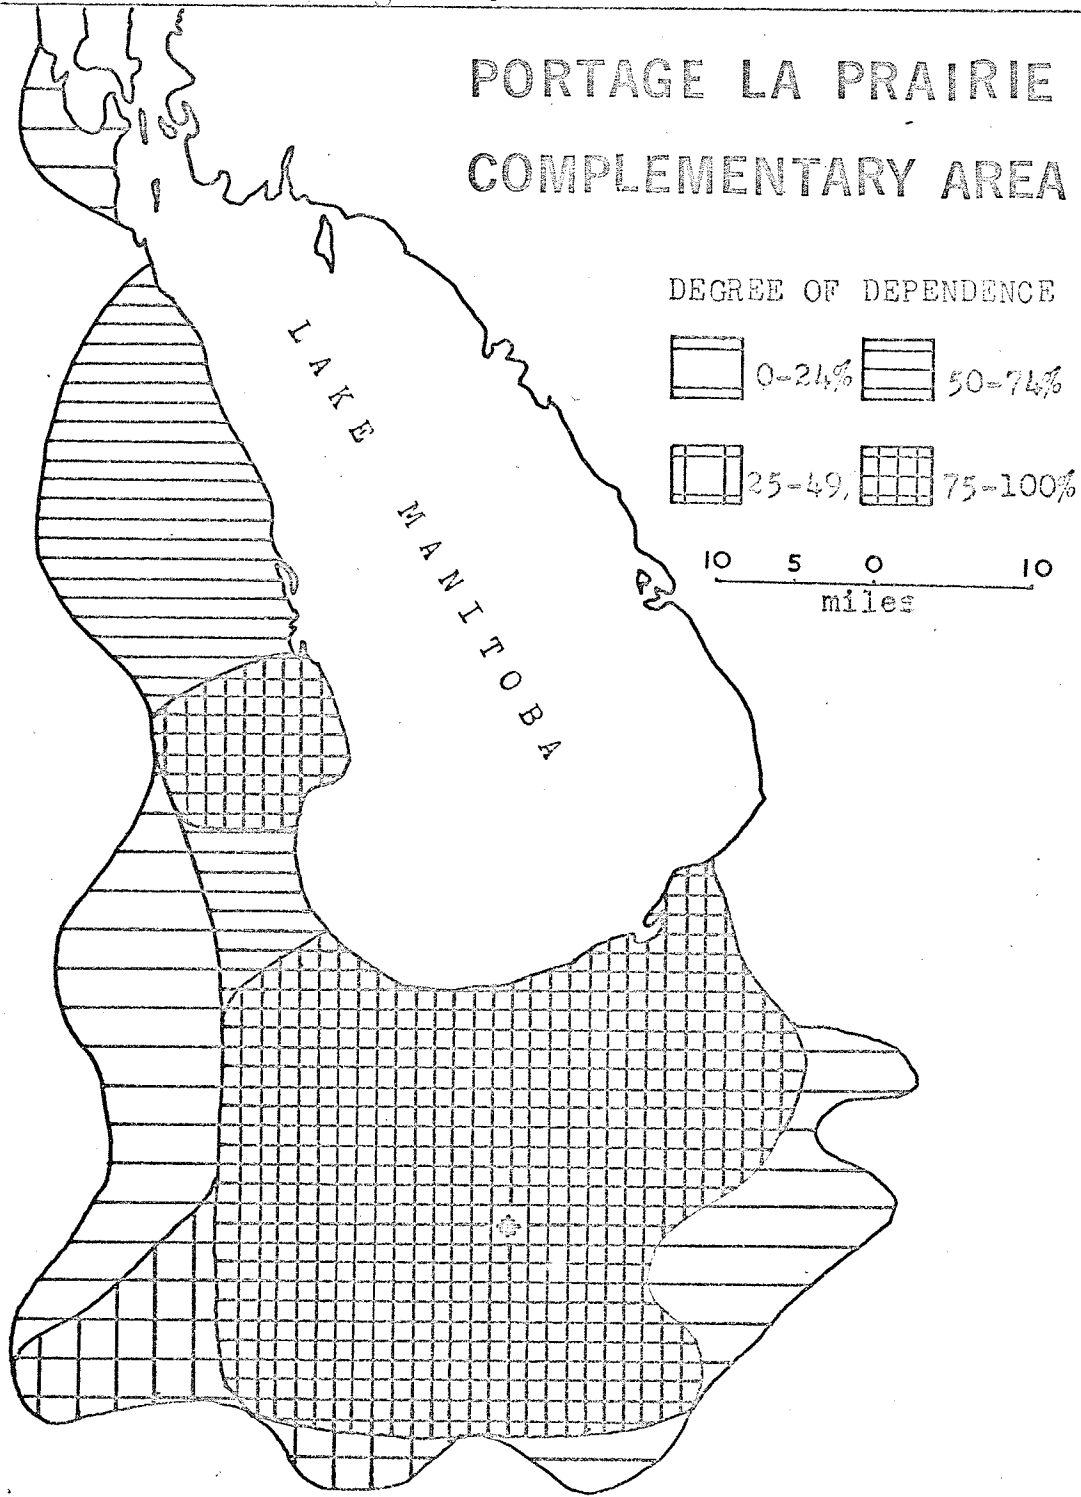 PORTAGE LA PRAIRIE
COMPLEMENTARY AREA
DEGREE OF DEPENDENCE
0-24% 50-74%
25-49, 75-100%
10 5 0 10
miles
LAKE MANITOBA